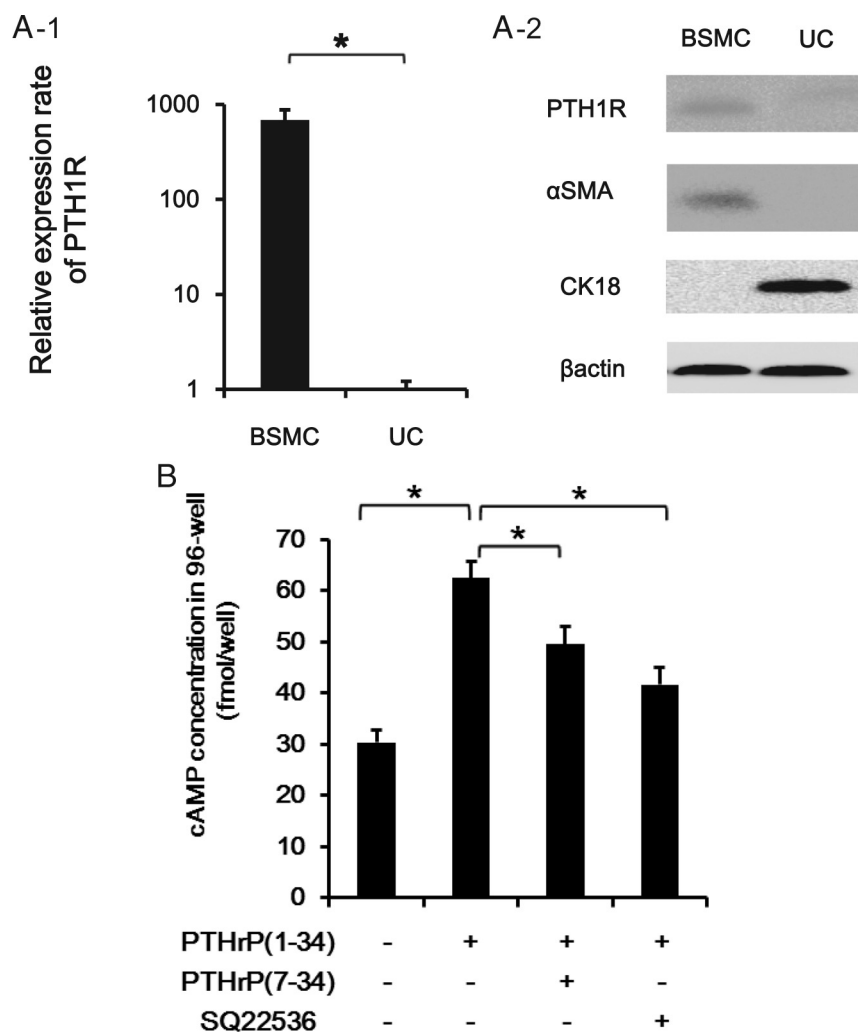 A-1
*
Relative expression rate
of PTH1R
1000
100
10
1
BSMC UC
A-2
BSMC UC
PTH1R
αSMA
CK18
βactin
B
* *
*
cAMP concentration in 96-well
(fmol/well)
70
60
50
40
30
20
10
0
PTHrP(1-34) - + + +
PTHrP(7-34) - - + -
SQ22536 - - - +